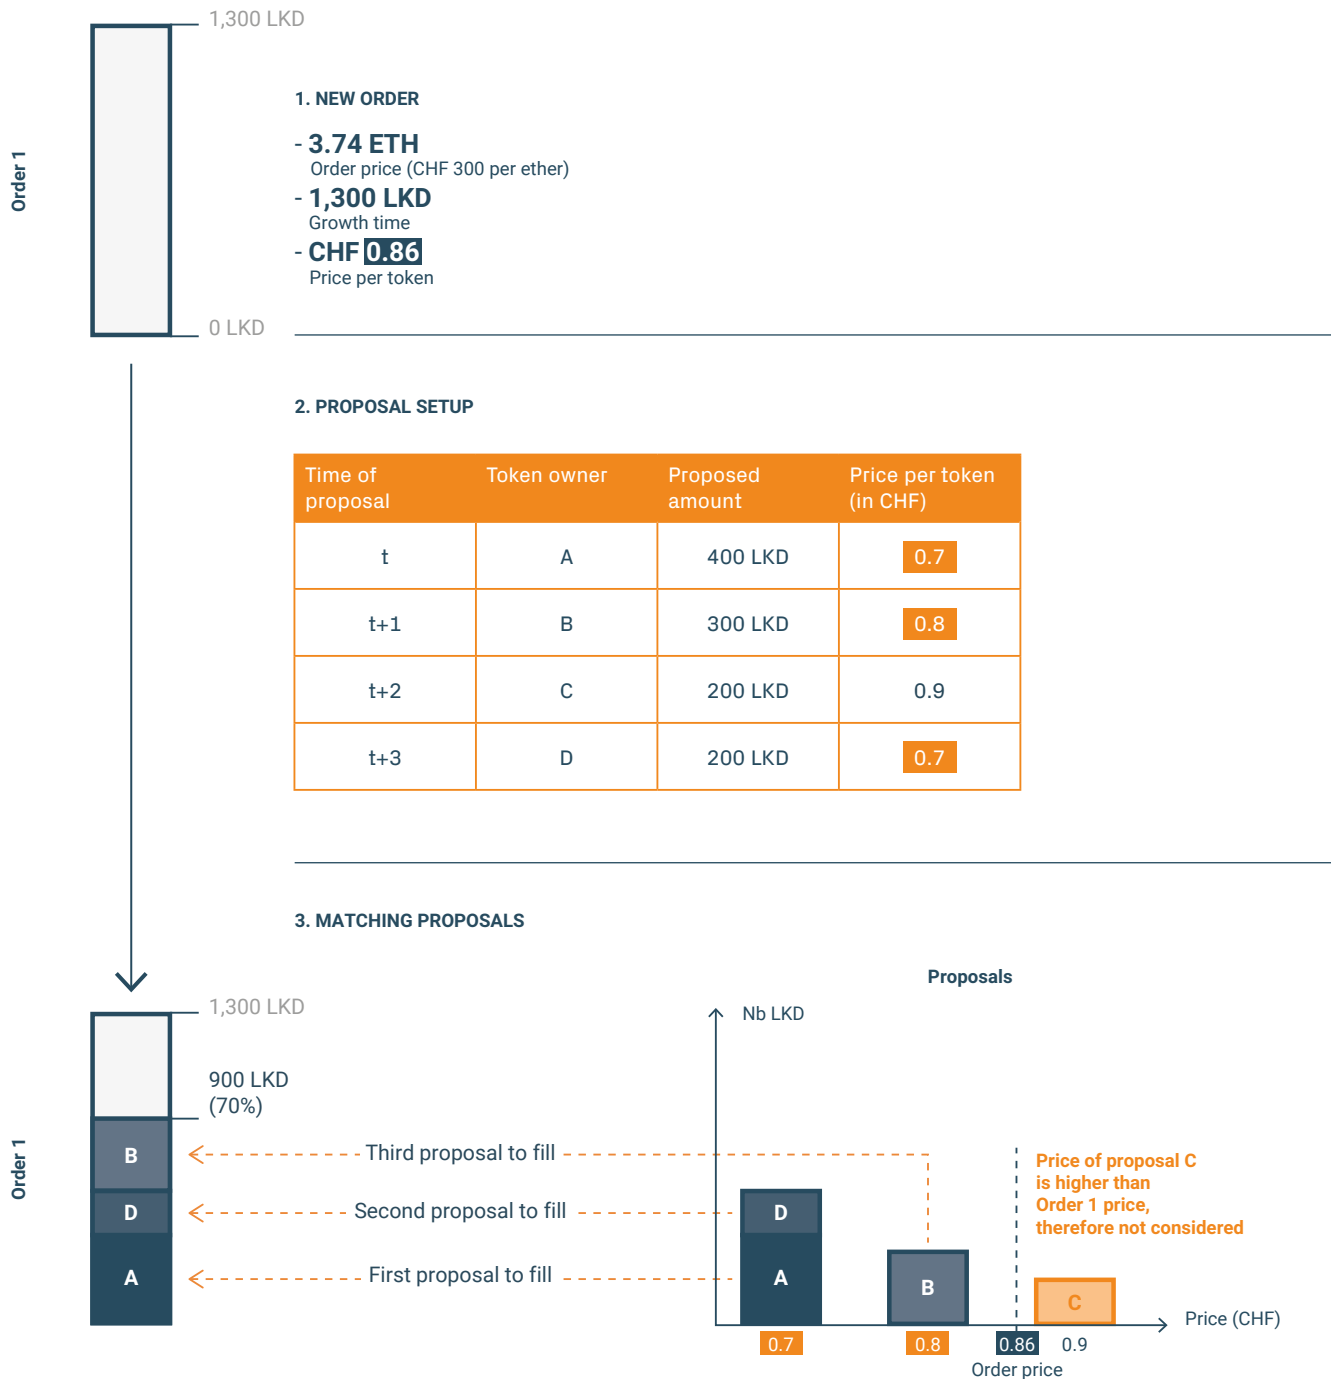 1,300 LKD
Order 1
1. NEW ORDER
- 3.74 ETH
Order price (CHF 300 per ether)
- 1,300 LKD
Growth time
- CHF 0.86
Price per token
0 LKD
2. PROPOSAL SETUP
Time of proposal Token owner Proposed amount Price per token (in CHF)
t A 400 LKD 0.7
t+1 B 300 LKD 0.8
t+2 C 200 LKD 0.9
t+3 D 200 LKD 0.7
3. MATCHING PROPOSALS
1,300 LKD
900 LKD
(70%)
Order 1
B
D
A
Third proposal to fill
Second proposal to fill
First proposal to fill
Proposals
Nb LKD
D
A
B
C
Price of proposal C
is higher than
Order 1 price,
therefore not considered
Price (CHF)
0.7 0.8 0.86 0.9
Order price